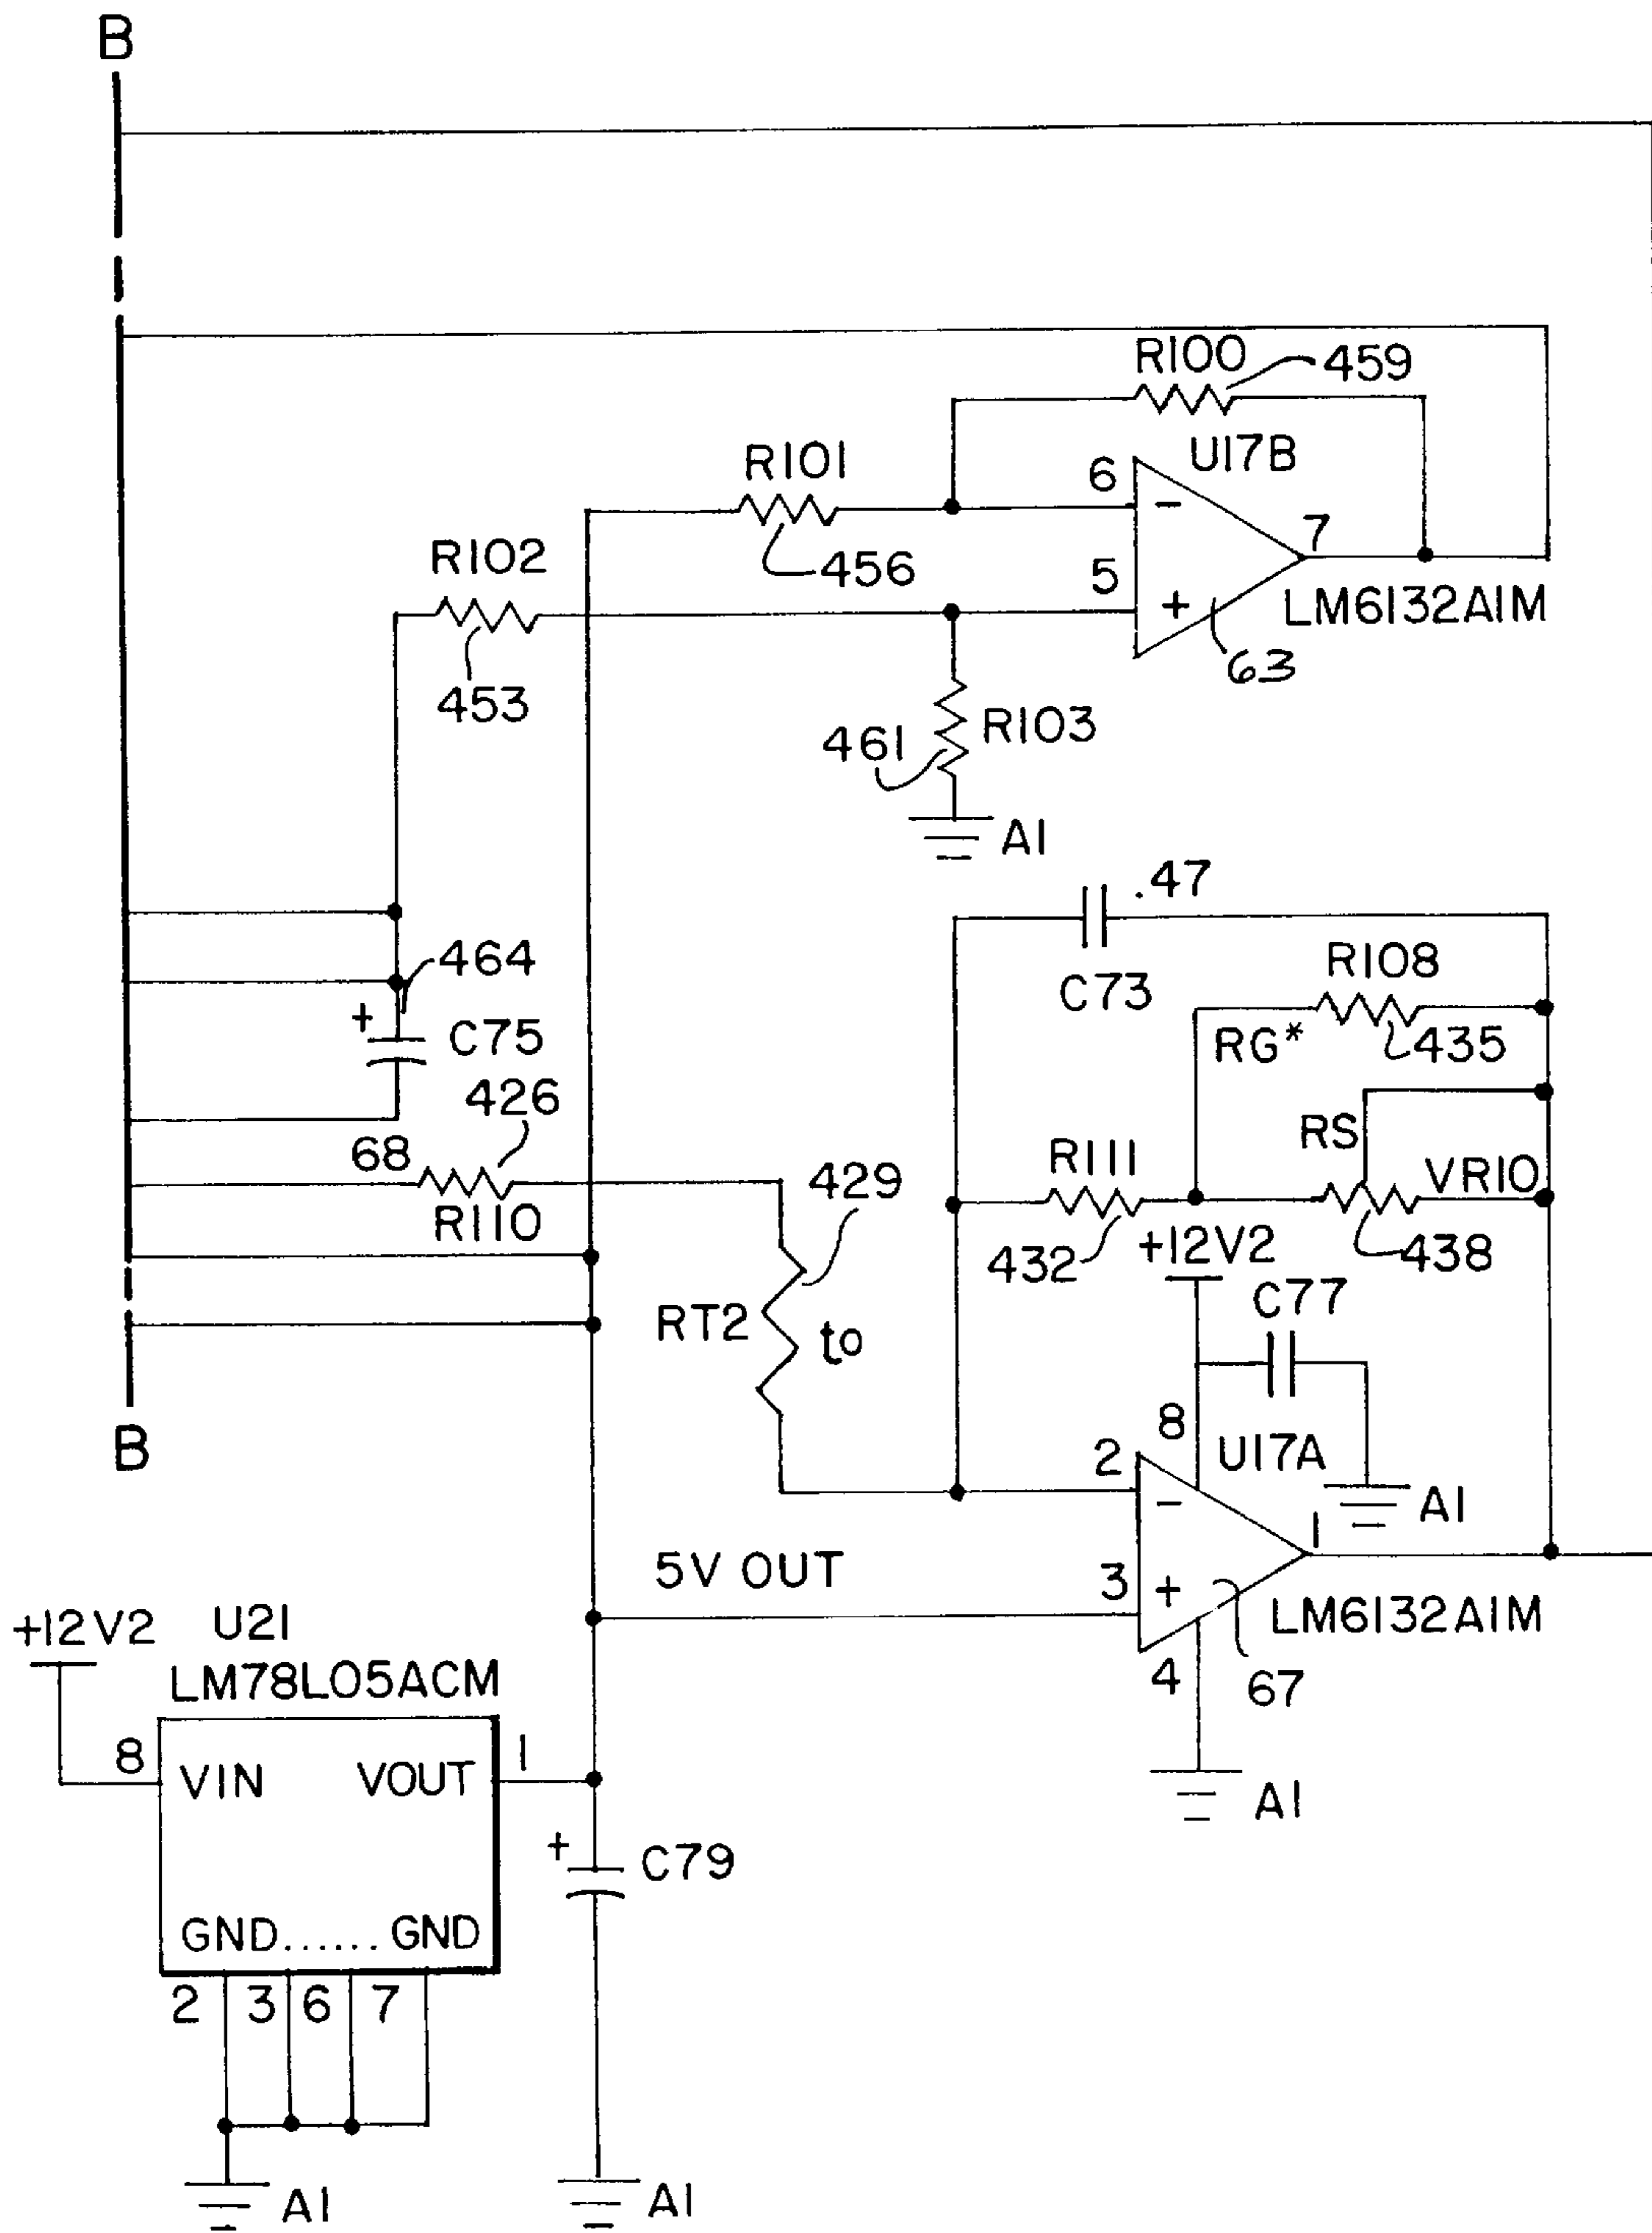 B
R100
459
R101
U17B
6
-
7
456
R102
5
+
LM6132A1M
63
453
461
R103
A1
.47
464
C73
R108
+
C75
RG*
435
426
RS
68
R111
VR10
429
R110
+12V2
432
438
C77
RT2
to
8
B
2
U17A
-
A1
1
5V OUT
3
+
LM6132A1M
+12V2
U21
4
67
LM78L05ACM
8
VIN
VOUT
1
A1
+
C79
GND......GND
2
3
6
7
A1
A1